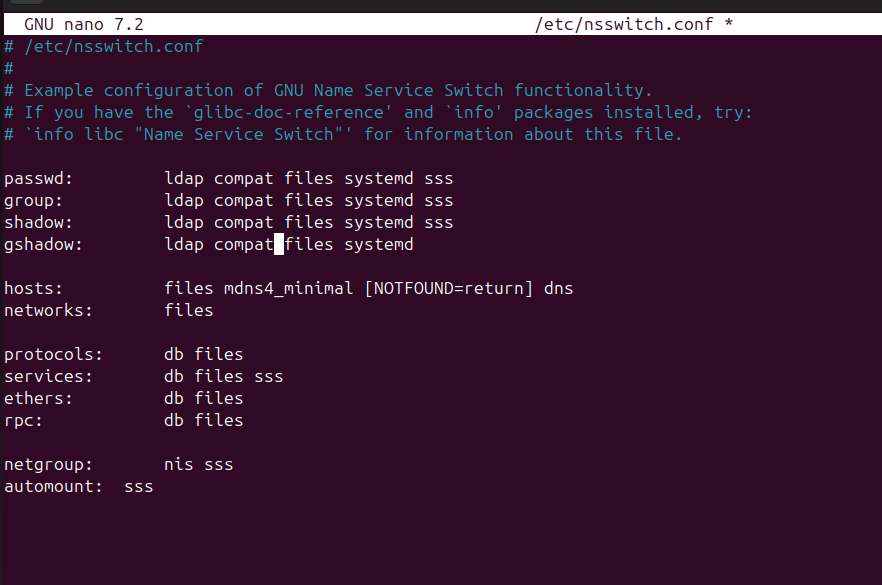 GNU nano 7.2 /etc/nsswitch.conf *
# /etc/nsswitch.conf
#
# Example configuration of GNU Name Service Switch functionality.
# If you have the `glibc-doc-reference' and `info' packages installed, try:
# `info libc "Name Service Switch"' for information about this file.
passwd: ldap compat files systemd sss
group: ldap compat files systemd sss
shadow: ldap compat files systemd sss
gshadow: ldap compat files systemd
hosts: files mdns4_minimal [NOTFOUND=return] dns
networks: files
protocols: db files
services: db files sss
ethers: db files
rpc: db files
netgroup: nis sss
automount: sss